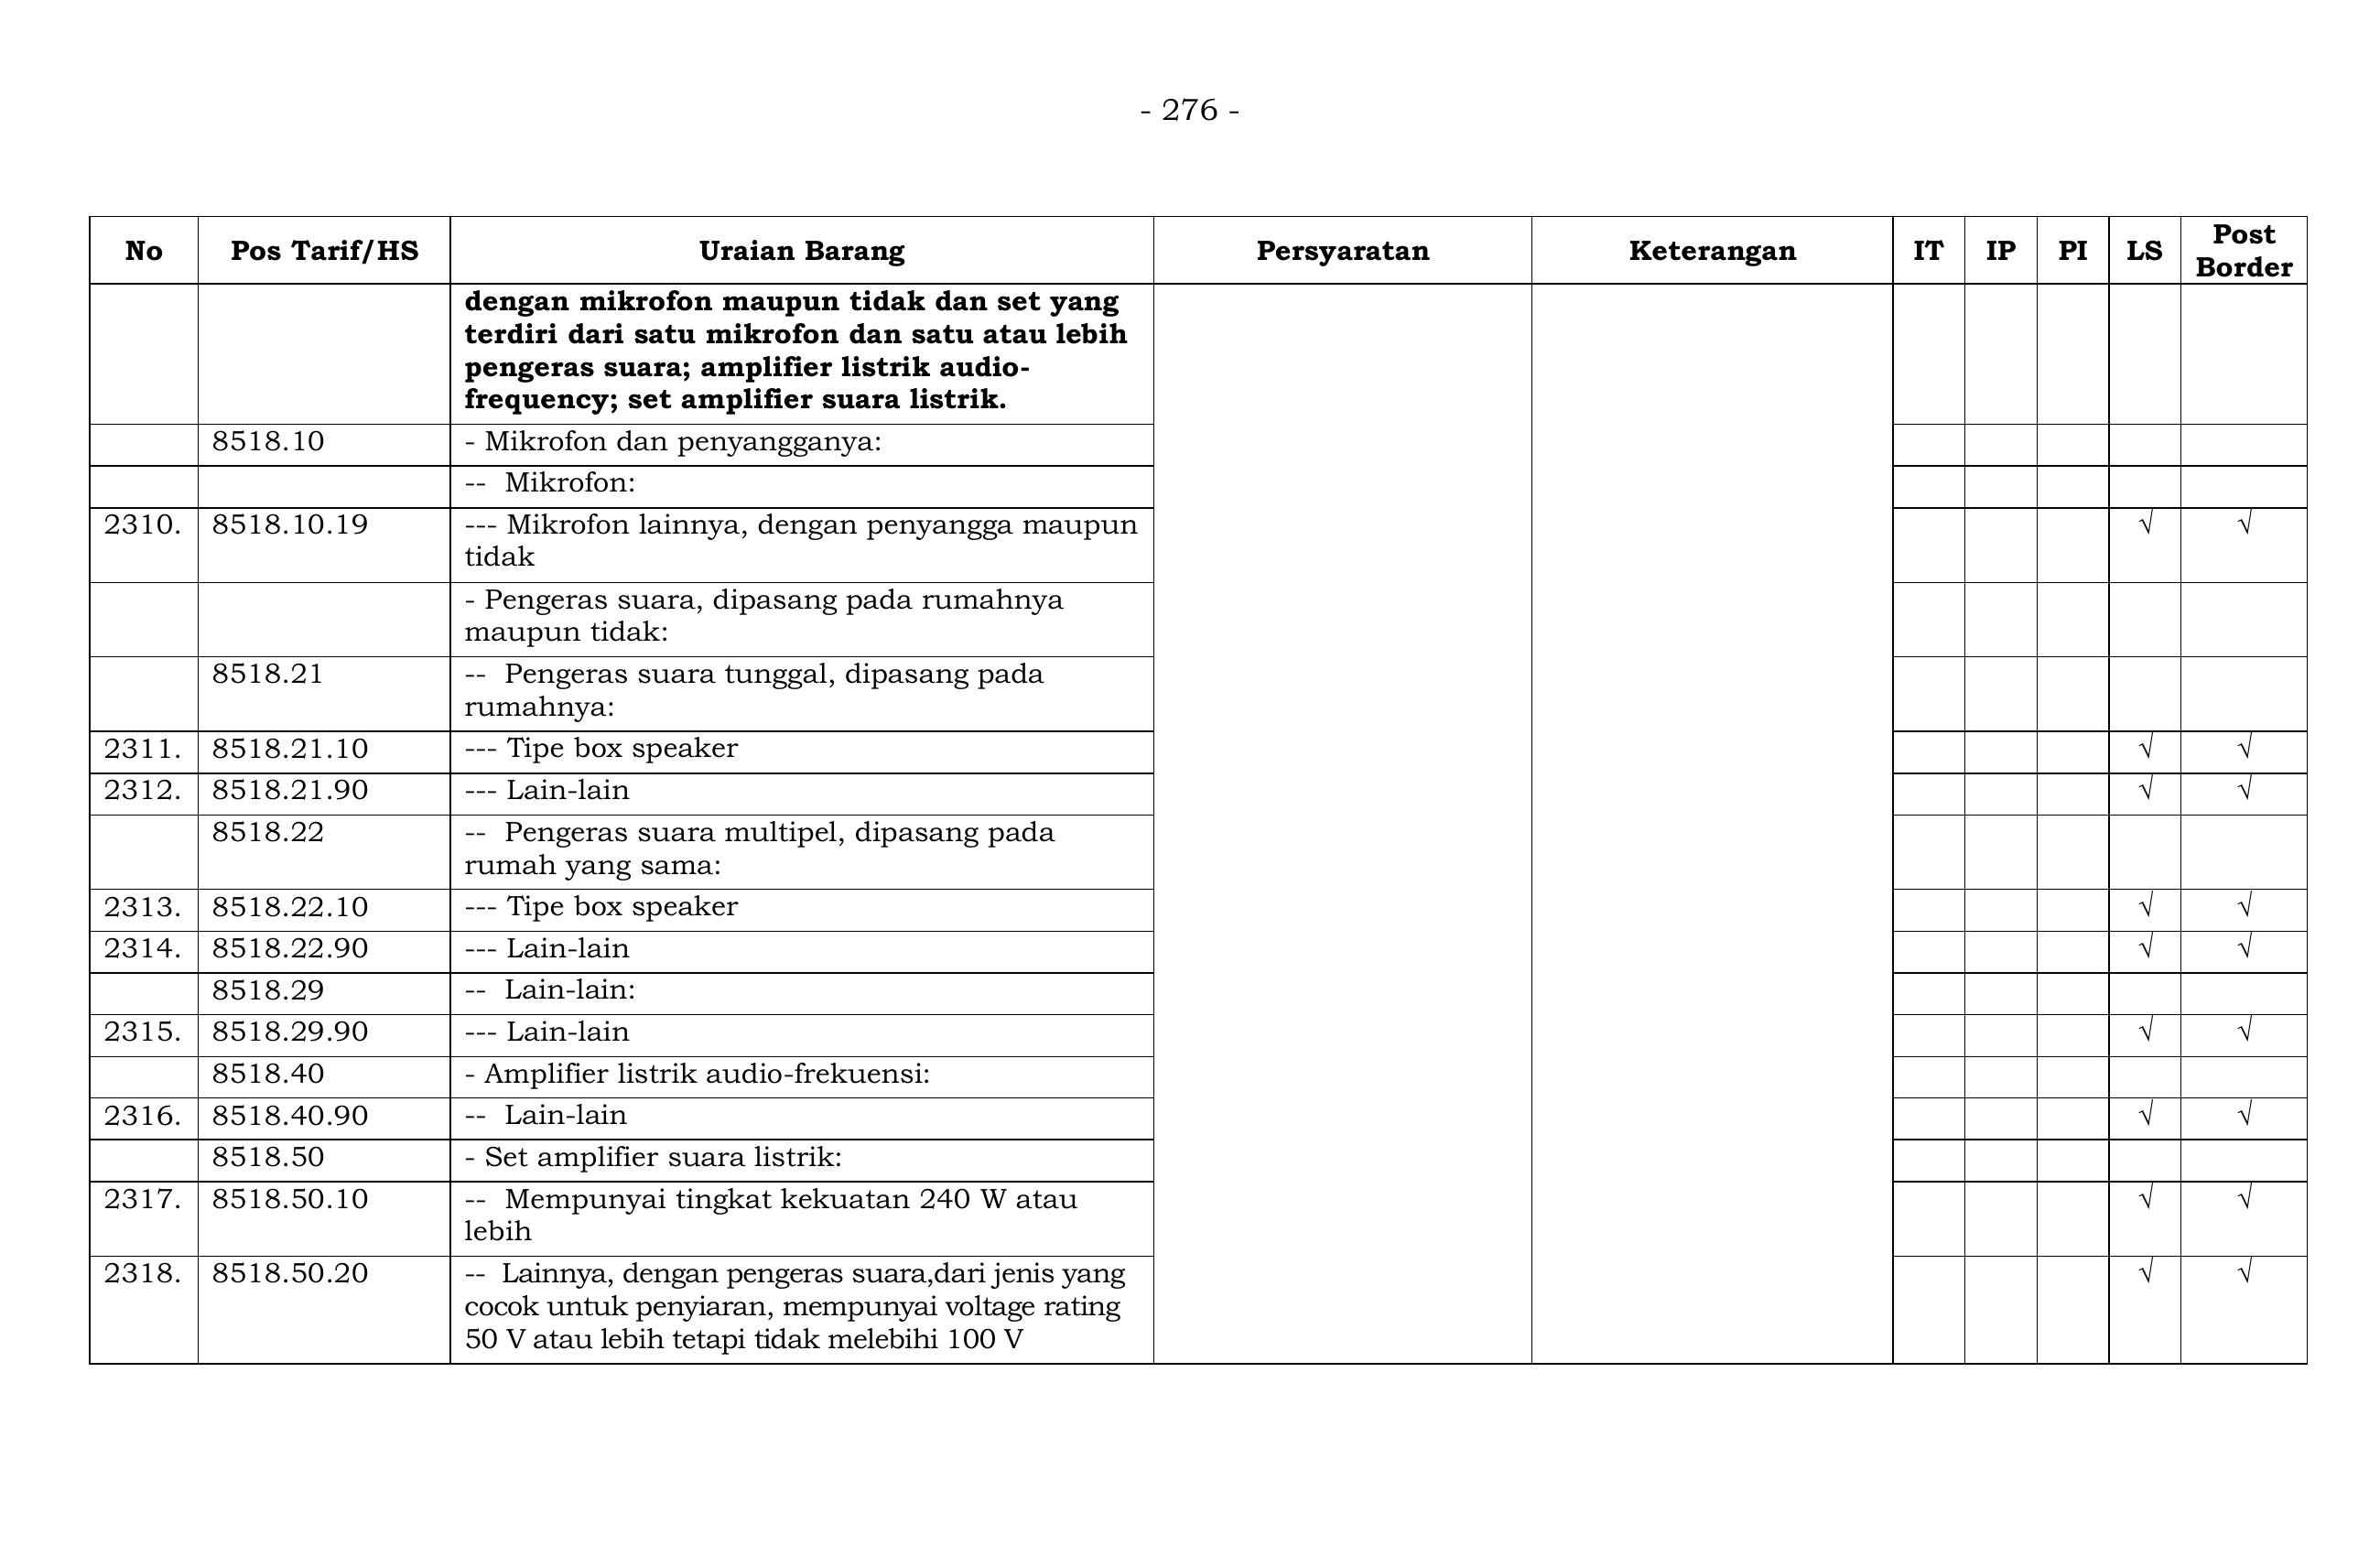 - 276 -
No Pos Tarif/HS Uraian Barang Persyaratan Keterangan IT IP PI LS Post Border
dengan mikrofon maupun tidak dan set yang
terdiri dari satu mikrofon dan satu atau lebih
pengeras suara; amplifier listrik audio-
frequency; set amplifier suara listrik.
8518.10 - Mikrofon dan penyangganya:
-- Mikrofon:
2310. 8518.10.19 --- Mikrofon lainnya, dengan penyangga maupun √ √
tidak
- Pengeras suara, dipasang pada rumahnya
maupun tidak:
8518.21 -- Pengeras suara tunggal, dipasang pada
rumahnya:
2311. 8518.21.10 --- Tipe box speaker √ √
2312. 8518.21.90 --- Lain-lain √ √
8518.22 -- Pengeras suara multipel, dipasang pada
rumah yang sama:
2313. 8518.22.10 --- Tipe box speaker √ √
2314. 8518.22.90 --- Lain-lain √ √
8518.29 -- Lain-lain:
2315. 8518.29.90 --- Lain-lain √ √
8518.40 - Amplifier listrik audio-frekuensi:
2316. 8518.40.90 -- Lain-lain √ √
8518.50 - Set amplifier suara listrik:
2317. 8518.50.10 -- Mempunyai tingkat kekuatan 240 W atau √ √
lebih
2318. 8518.50.20 -- Lainnya, dengan pengeras suara,dari jenis yang √ √
cocok untuk penyiaran, mempunyai voltage rating
50 V atau lebih tetapi tidak melebihi 100 V